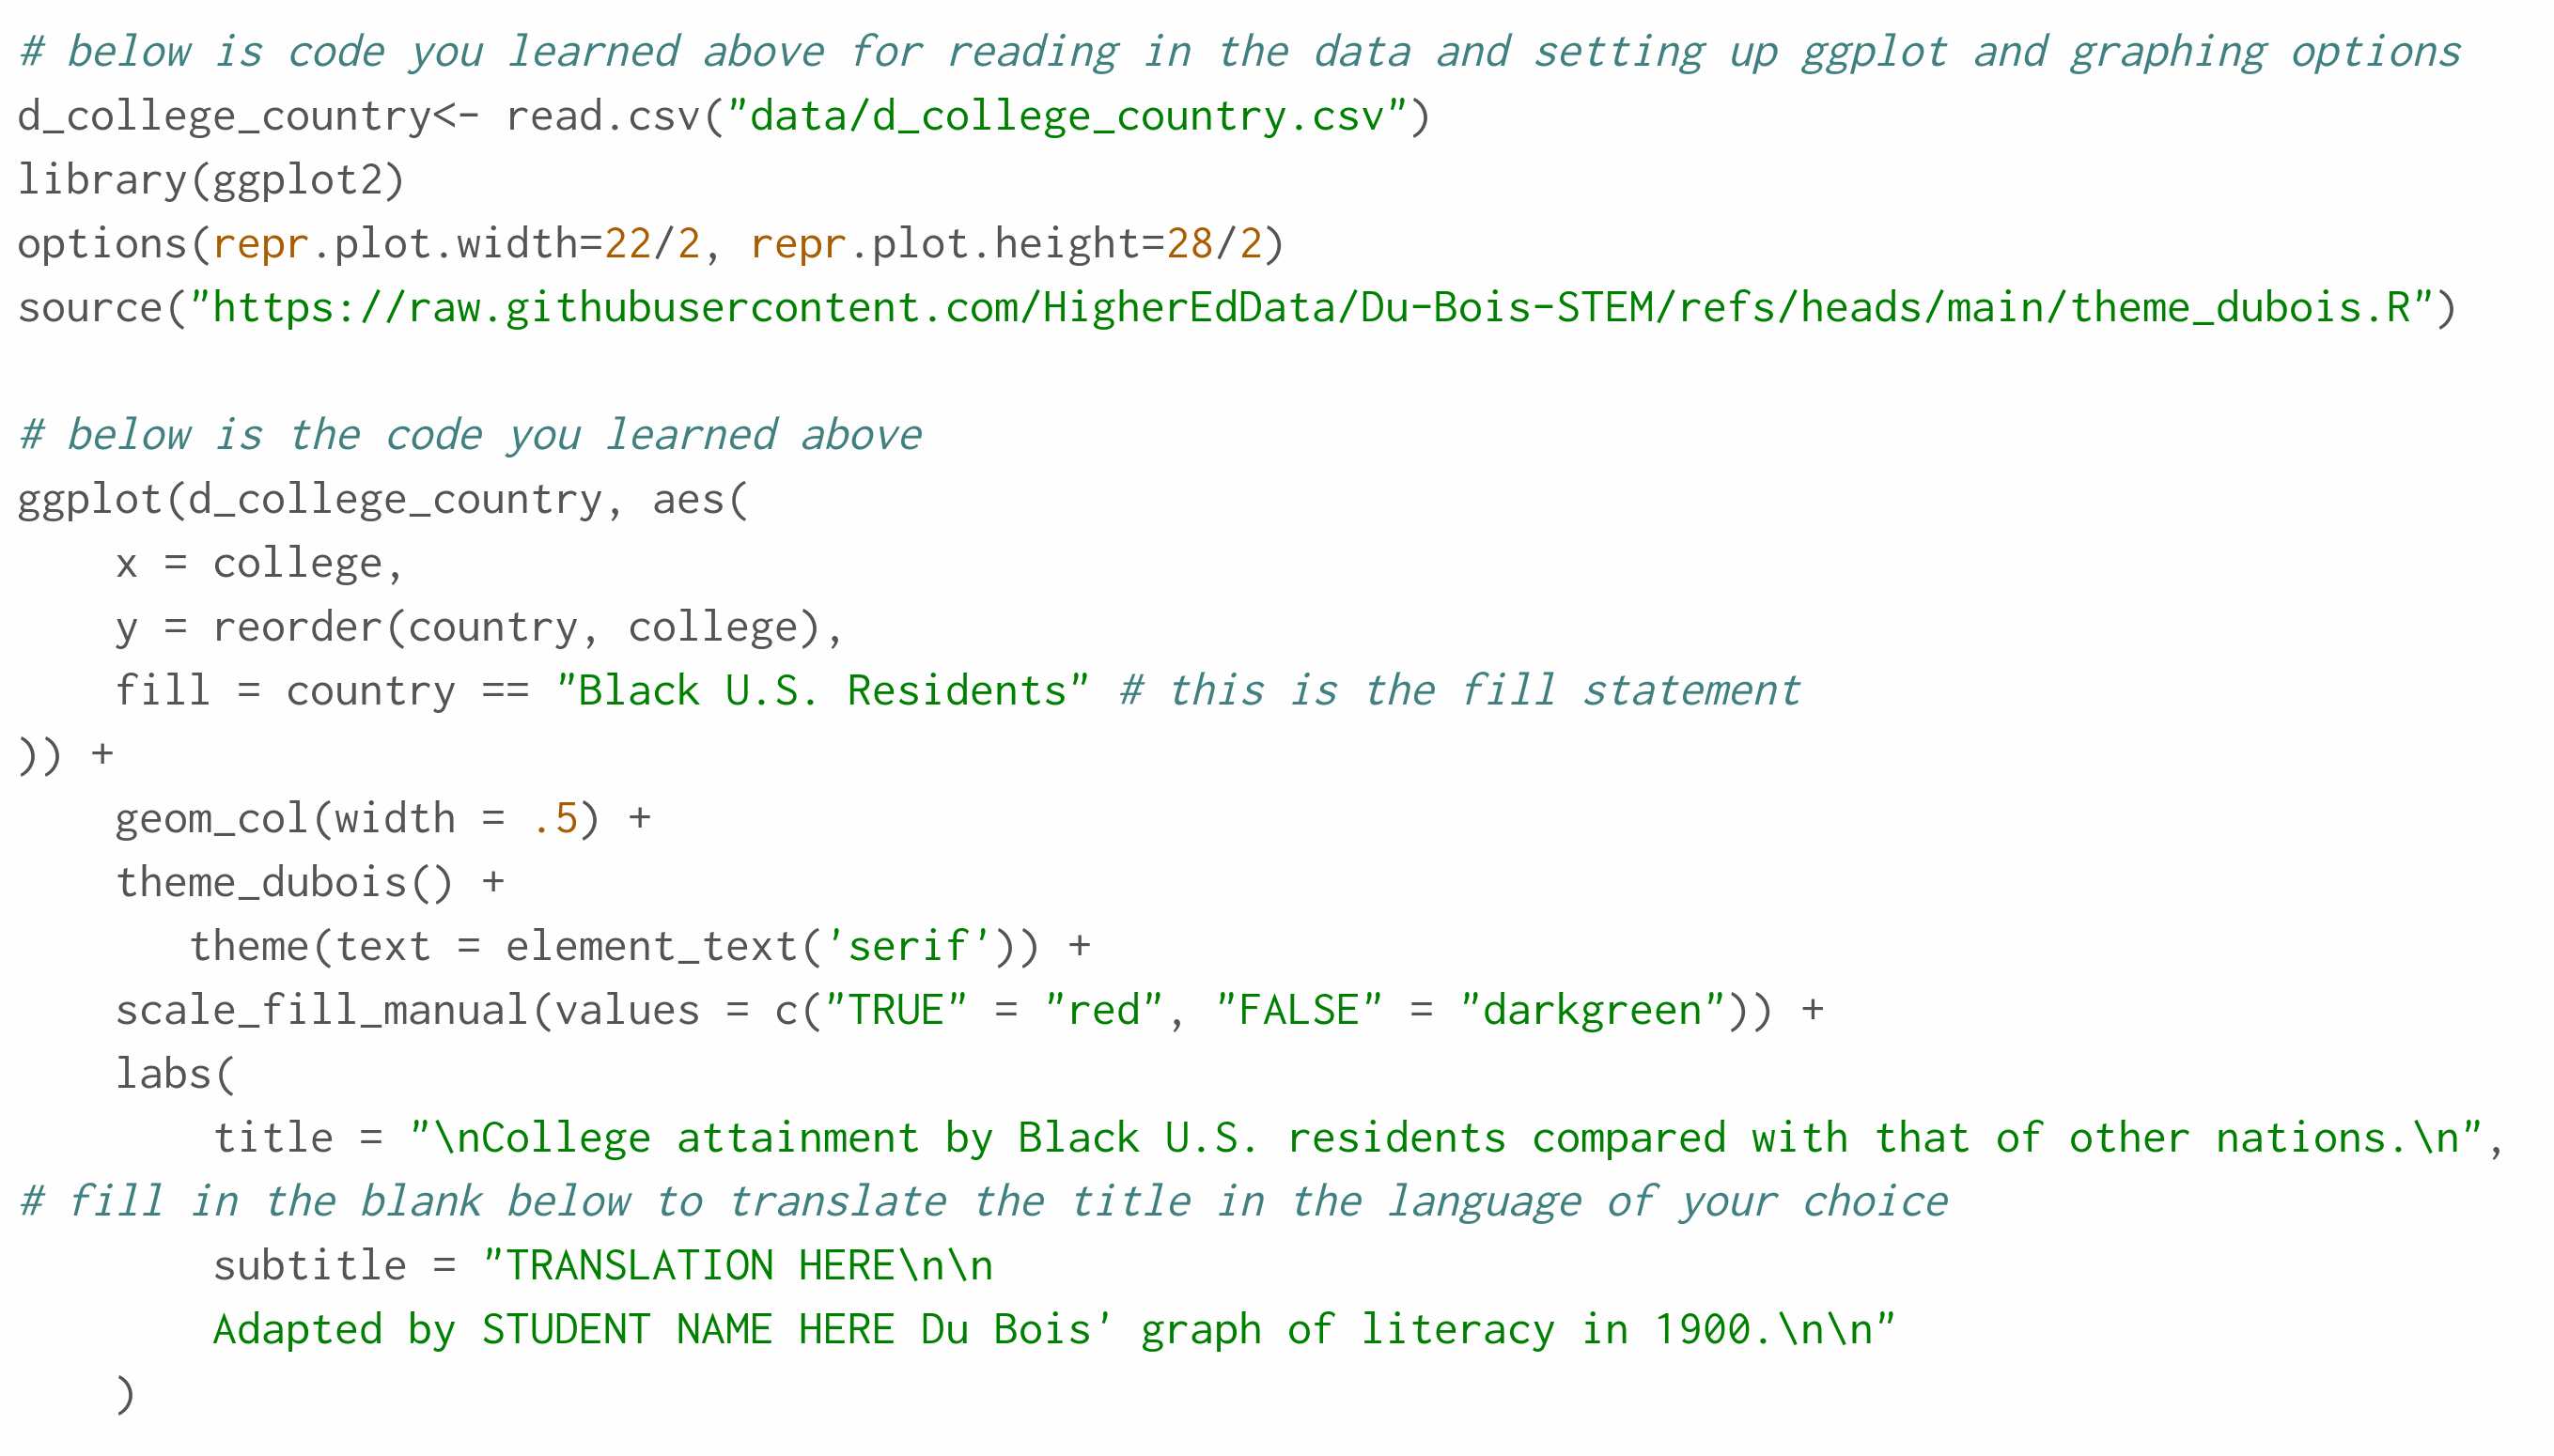 # below is code you learned above for reading in the data and setting up ggplot and graphing options
d_college_country<- read.csv("data/d_college_country.csv")
library(ggplot2)
options(repr.plot.width=22/2, repr.plot.height=28/2)
source("https://raw.githubusercontent.com/HigherEdData/Du-Bois-STEM/refs/heads/main/theme_dubois.R")

# below is the code you learned above
ggplot(d_college_country, aes(
    x = college,
    y = reorder(country, college),
    fill = country == "Black U.S. Residents" # this is the fill statement
)) +
    geom_col(width = .5) +
    theme_dubois() +
       theme(text = element_text('serif')) +
    scale_fill_manual(values = c("TRUE" = "red", "FALSE" = "darkgreen")) +
    labs(
        title = "\nCollege attainment by Black U.S. residents compared with that of other nations.\n",
# fill in the blank below to translate the title in the language of your choice
        subtitle = "TRANSLATION HERE\n\n
        Adapted by STUDENT NAME HERE Du Bois' graph of literacy in 1900.\n\n"
    )